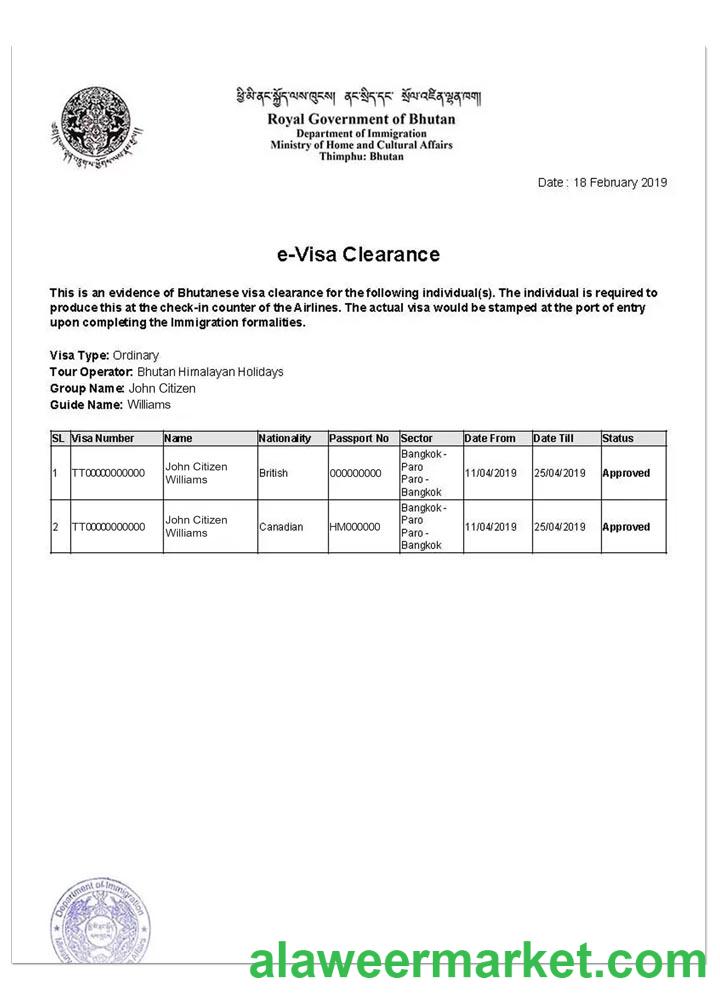 ཕྱི་མི་ནང་སྐྱོད་ལས་ཁུངས། ནང་སྲིད་དང་ སྲོལ་འཛིན་ལྷན་ཁག།
Royal Government of Bhutan
Department of Immigration
Ministry of Home and Cultural Affairs
Thimphu: Bhutan
Date : 18 February 2019
e-Visa Clearance
This is an evidence of Bhutanese visa clearance for the following individual(s). The individual is required to
produce this at the check-in counter of the Airlines. The actual visa would be stamped at the port of entry
upon completing the Immigration formalities.
Visa Type: Ordinary
Tour Operator: Bhutan Himalayan Holidays
Group Name: John Citizen
Guide Name: Williams
SL Visa Number Name Nationality Passport No Sector Date From Date Till Status
1 TT00000000000 John Citizen Williams British 000000000 Bangkok - Paro Paro - Bangkok 11/04/2019 25/04/2019 Approved
2 TT00000000000 John Citizen Williams Canadian HM000000 Bangkok - Paro Paro - Bangkok 11/04/2019 25/04/2019 Approved
Department of Immigration
alaweermarket.com